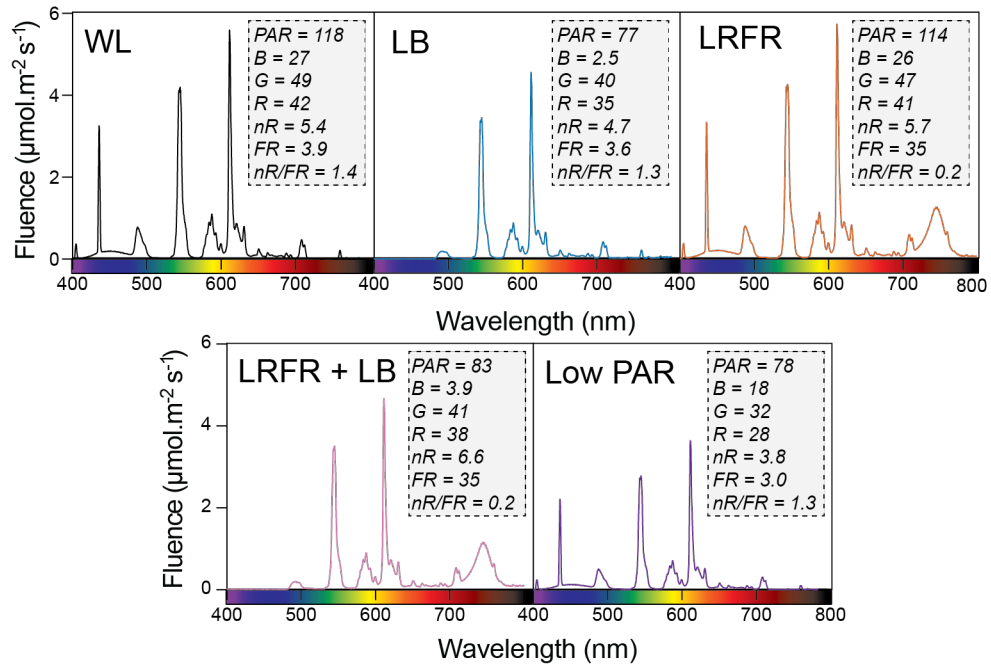 WL
PAR = 118
B = 27
G = 49
R = 42
nR = 5.4
FR = 3.9
nR/FR = 1.4
LB
PAR = 77
B = 2.5
G = 40
R = 35
nR = 4.7
FR = 3.6
nR/FR = 1.3
LRFR
PAR = 114
B = 26
G = 47
R = 41
nR = 5.7
FR = 35
nR/FR = 0.2
Fluence (µmol.m-2 s-1)
6
4
2
0
400 500 600 700 400 500 600 700 400 500 600 700 800
Wavelength (nm)
LRFR + LB
PAR = 83
B = 3.9
G = 41
R = 38
nR = 6.6
FR = 35
nR/FR = 0.2
Low PAR
PAR = 78
B = 18
G = 32
R = 28
nR = 3.8
FR = 3.0
nR/FR = 1.3
Fluence (µmol.m-2 s-1)
6
4
2
0
400 500 600 700 400 500 600 700 800
Wavelength (nm)